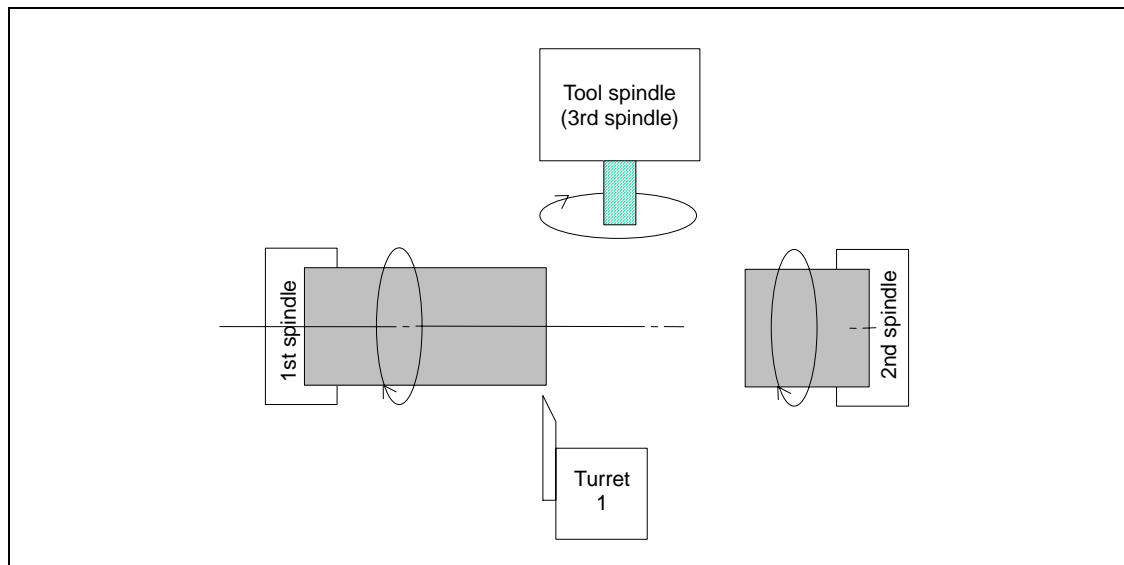 Tool spindle
(3rd spindle)
1st spindle
2nd spindle
Turret
1